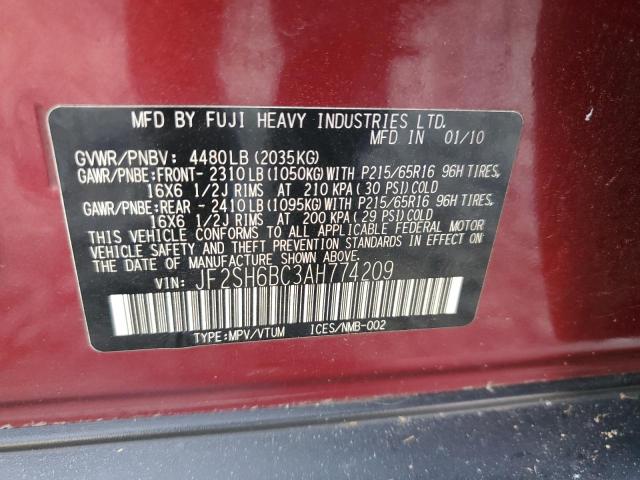 MFD BY FUJI HEAVY INDUSTRIES LTD.
MFD IN 01/10
GVWR/PNBV: 4480LB (2035KG)
GAWR/PNBE:FRONT- 2310LB (1050KG) WITH P215/65R16 96H TIRES,
16X6 1/2J RIMS AT 210 KPA (30 PSI) COLD
GAWR/PNBE:REAR - 2410LB (1095KG) WITH P215/65R16 96H TIRES,
16X6 1/2J RIMS AT 200 KPA (29 PSI) COLD
THIS VEHICLE CONFORMS TO ALL APPLICABLE FEDERAL MOTOR
VEHICLE SAFETY AND THEFT PREVENTION STANDARDS IN EFFECT
ON THE DATE OF MANUFACTURE SHOWN ABOVE.
VIN: JF2SH6BC3AH774209
TYPE:MPV/VTUM ICES/NMB-002